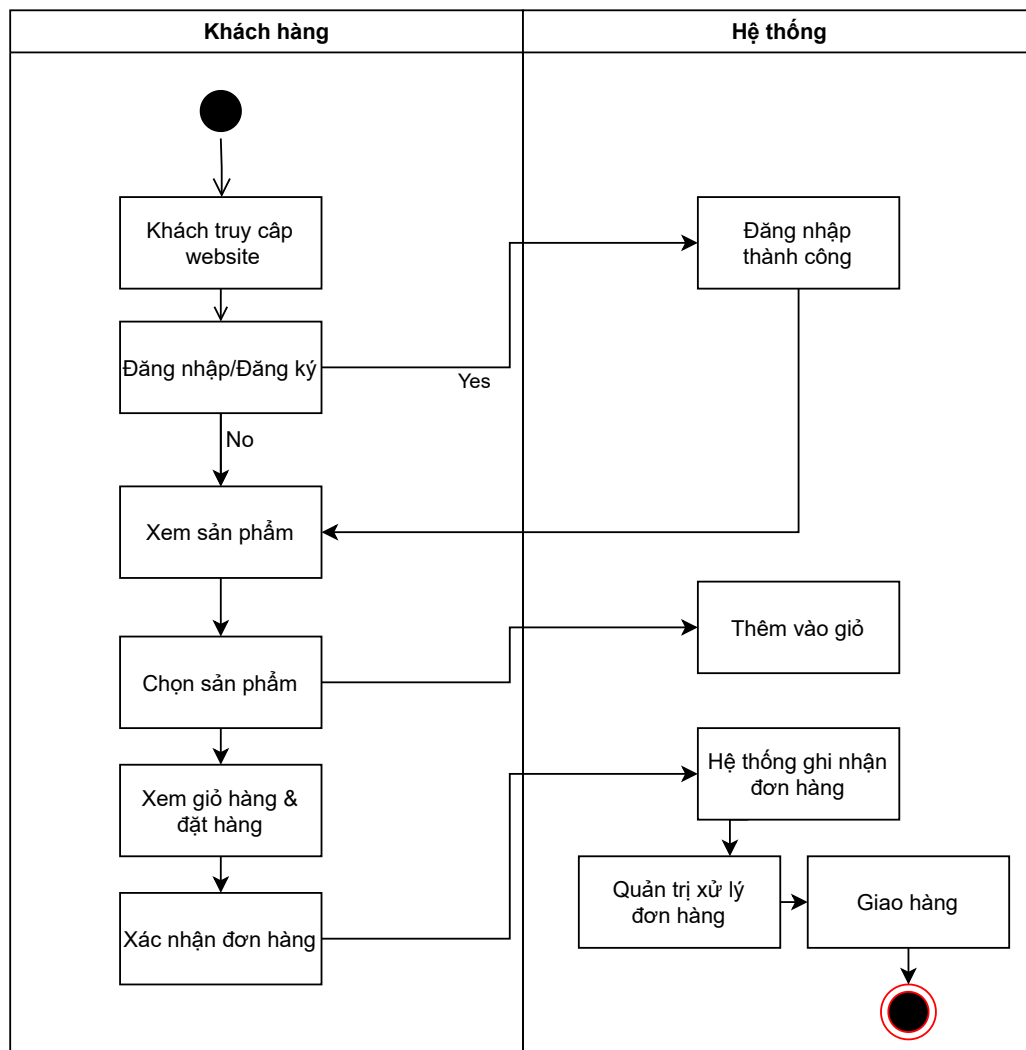 Khách hàng
Hệ thống
Khách truy câp
website
Đăng nhập
thành công
Đăng nhập/Đăng ký
Yes
No
Xem sản phẩm
Thêm vào giỏ
Chọn sản phẩm
Hệ thống ghi nhận
đơn hàng
Xem giỏ hàng &
đặt hàng
Quản trị xử lý
đơn hàng
Giao hàng
Xác nhận đơn hàng